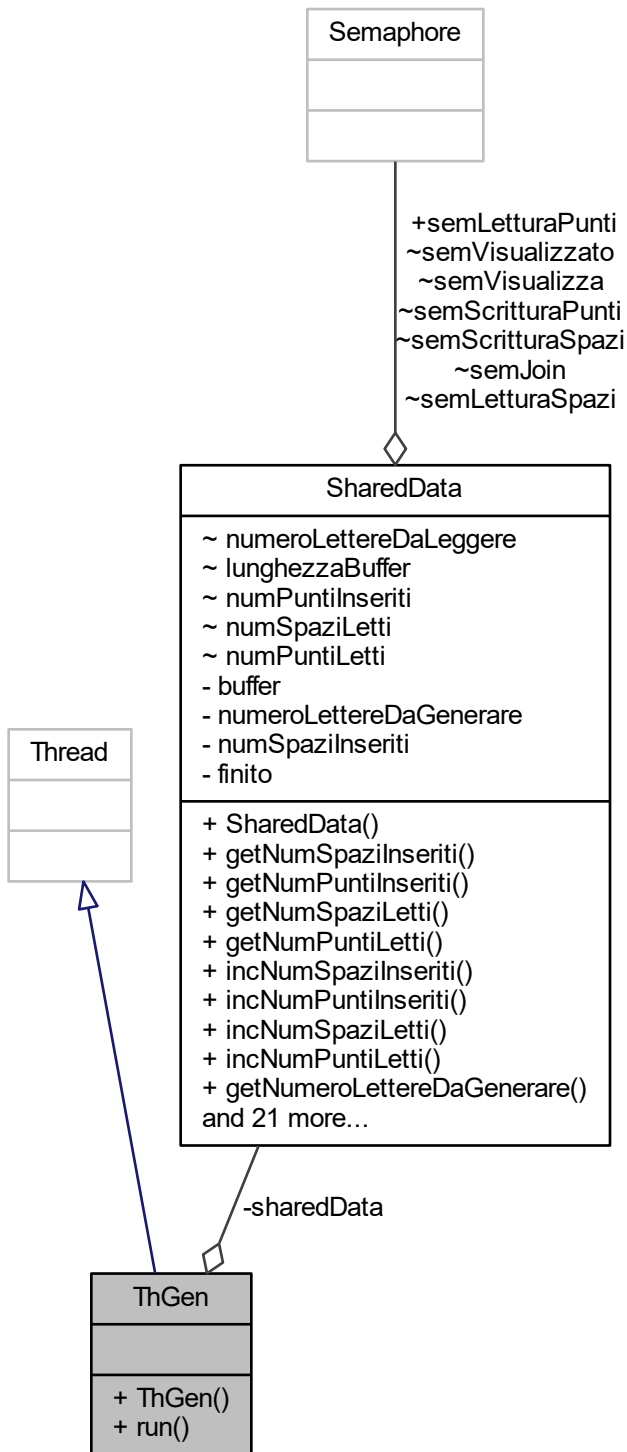 Semaphore
+semLetturaPunti
~semVisualizzato
~semVisualizza
~semScritturaPunti
~semScritturaSpazi
~semJoin
~semLetturaSpazi
SharedData
~ numeroLettereDaLeggere
~ lunghezzaBuffer
~ numPuntiInseriti
~ numSpaziLetti
~ numPuntiLetti
- buffer
- numeroLettereDaGenerare
- numSpaziInseriti
- finito
+ SharedData()
+ getNumSpaziInseriti()
+ getNumPuntiInseriti()
+ getNumSpaziLetti()
+ getNumPuntiLetti()
+ incNumSpaziInseriti()
+ incNumPuntiInseriti()
+ incNumSpaziLetti()
+ incNumPuntiLetti()
+ getNumeroLettereDaGenerare()
and 21 more...
Thread
-sharedData
ThGen
+ ThGen()
+ run()